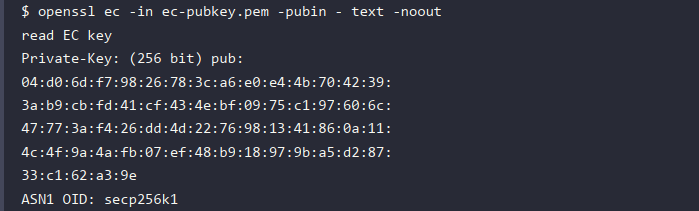 $ openssl ec -in ec-pubkey.pem -pubin - text -noout
read EC key
Private-Key: (256 bit) pub:
04:d0:6d:f7:98:26:78:3c:a6:e0:e4:4b:70:42:39:
3a:b9:cb:fd:41:cf:43:4e:bf:09:75:c1:97:60:6c:
47:77:3a:f4:26:dd:4d:22:76:98:13:41:86:0a:11:
4c:4f:9a:4a:fb:07:ef:48:b9:18:97:9b:a5:d2:87:
33:c1:62:a3:9e
ASN1 OID: secp256k1